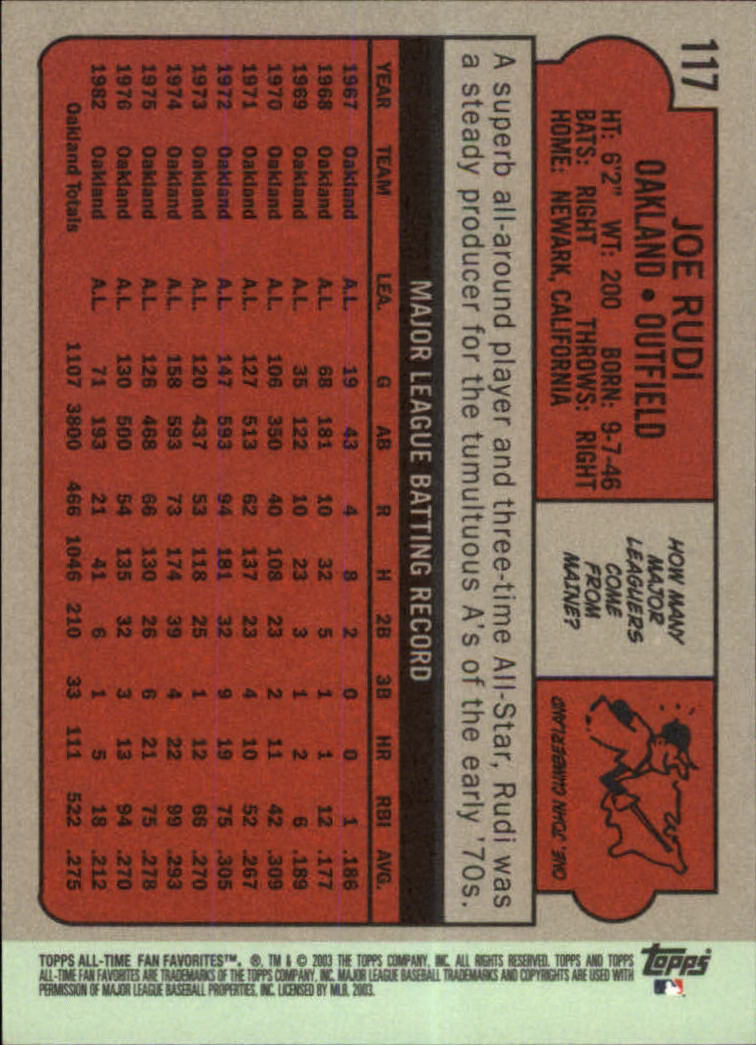 117
JOE RUDI
OAKLAND • OUTFIELD
HT: 6'2" WT: 200 BORN: 9-7-46
BATS: RIGHT THROWS: RIGHT
HOME: NEWARK, CALIFORNIA
HOW MANY
MAJOR
LEAGUERS
COME
FROM
MAINE?
ONE, JOHN CUMBERLAND
A superb all-around player and three-time All-Star, Rudi was
a steady producer for the tumultuous A's of the early '70s.
MAJOR LEAGUE BATTING RECORD
YEAR TEAM LEA. G AB R H 2B 3B HR RBI AVG.
1967 Oakland A.L. 19 43 4 8 2 0 0 1 .186
1968 Oakland A.L. 68 181 10 32 5 1 1 12 .177
1969 Oakland A.L. 35 122 10 23 3 1 2 6 .189
1970 Oakland A.L. 106 350 40 108 23 2 11 42 .309
1971 Oakland A.L. 127 513 62 137 23 4 10 52 .267
1972 Oakland A.L. 147 593 94 181 32 9 19 75 .305
1973 Oakland A.L. 120 437 53 118 25 1 12 66 .270
1974 Oakland A.L. 158 593 73 174 39 4 22 99 .293
1975 Oakland A.L. 126 468 66 130 26 6 21 75 .278
1976 Oakland A.L. 130 500 54 135 32 3 13 94 .270
1982 Oakland A.L. 71 193 21 41 6 1 5 18 .212
Oakland Totals 1107 3800 466 1046 210 33 111 522 .275
Topps
TOPPS ALL-TIME FAN FAVORITES™. ®, TM & © 2003 THE TOPPS COMPANY, INC. ALL RIGHTS RESERVED. TOPPS AND TOPPS
ALL-TIME FAN FAVORITES ARE TRADEMARKS OF THE TOPPS COMPANY, INC. MAJOR LEAGUE BASEBALL TRADEMARKS AND COPYRIGHTS ARE USED WITH
PERMISSION OF MAJOR LEAGUE BASEBALL PROPERTIES, INC. LICENSED BY MLB, 2003.